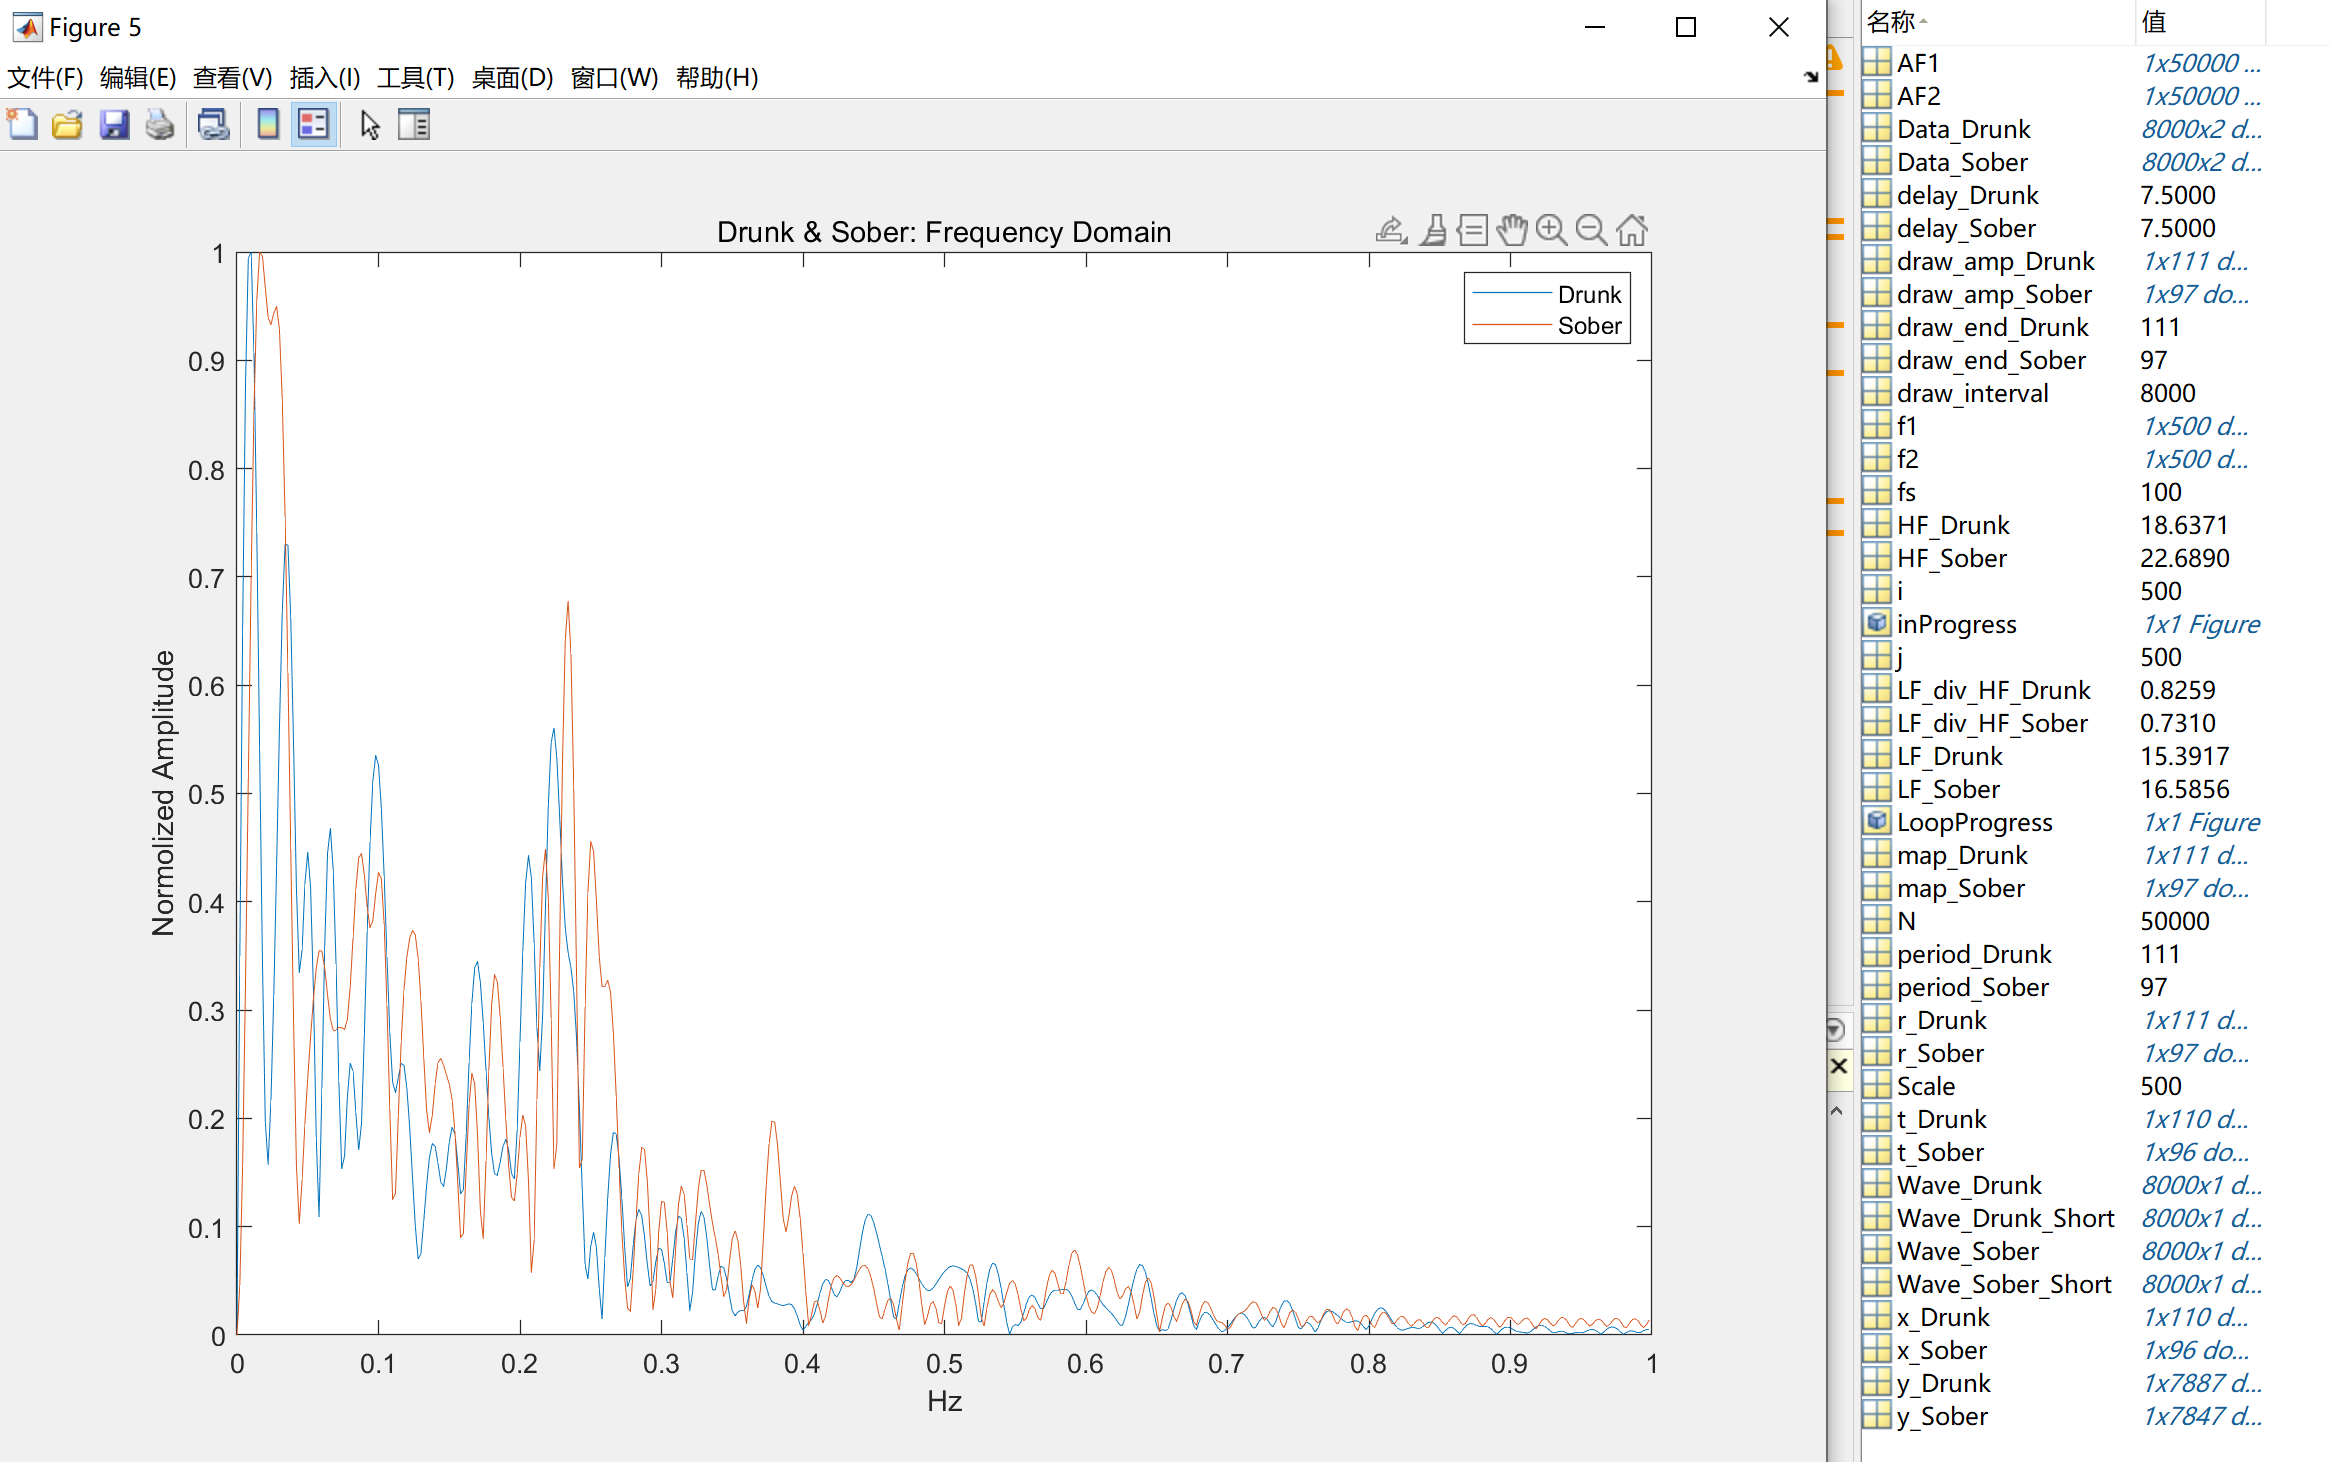 Figure 5
文件(F) 编辑(E) 查看(V) 插入(I) 工具(T) 桌面(D) 窗口(W) 帮助(H)
Drunk & Sober: Frequency Domain
Drunk
Sober
1
0.9
0.8
0.7
0.6
0.5
0.4
0.3
0.2
0.1
0
Normolized Amplitude
0 0.1 0.2 0.3 0.4 0.5 0.6 0.7 0.8 0.9 1
Hz
名称 值
AF1 1x50000 ...
AF2 1x50000 ...
Data_Drunk 8000x2 d...
Data_Sober 8000x2 d...
delay_Drunk 7.5000
delay_Sober 7.5000
draw_amp_Drunk 1x111 d...
draw_amp_Sober 1x97 do...
draw_end_Drunk 111
draw_end_Sober 97
draw_interval 8000
f1 1x500 d...
f2 1x500 d...
fs 100
HF_Drunk 18.6371
HF_Sober 22.6890
i 500
inProgress 1x1 Figure
j 500
LF_div_HF_Drunk 0.8259
LF_div_HF_Sober 0.7310
LF_Drunk 15.3917
LF_Sober 16.5856
LoopProgress 1x1 Figure
map_Drunk 1x111 d...
map_Sober 1x97 do...
N 50000
period_Drunk 111
period_Sober 97
r_Drunk 1x111 d...
r_Sober 1x97 do...
Scale 500
t_Drunk 1x110 d...
t_Sober 1x96 do...
Wave_Drunk 8000x1 d...
Wave_Drunk_Short 8000x1 d...
Wave_Sober 8000x1 d...
Wave_Sober_Short 8000x1 d...
x_Drunk 1x110 d...
x_Sober 1x96 do...
y_Drunk 1x7887 d...
y_Sober 1x7847 d...